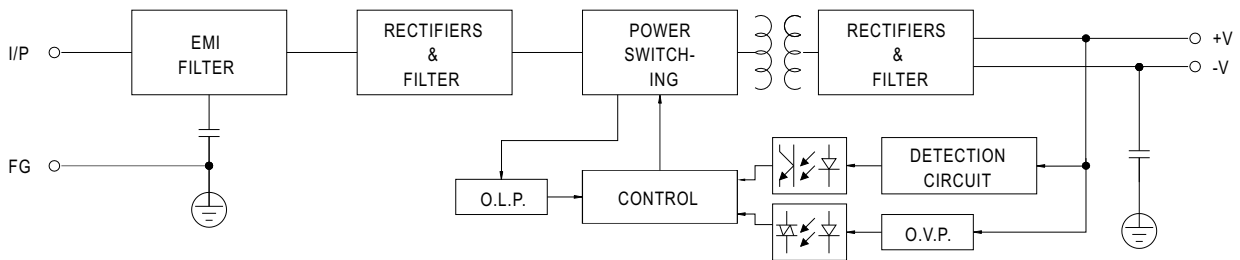 I/P
EMI
FILTER
RECTIFIERS
&
FILTER
POWER
SWITCH-
ING
RECTIFIERS
&
FILTER
+V
-V
FG
O.L.P.
CONTROL
DETECTION
CIRCUIT
O.V.P.